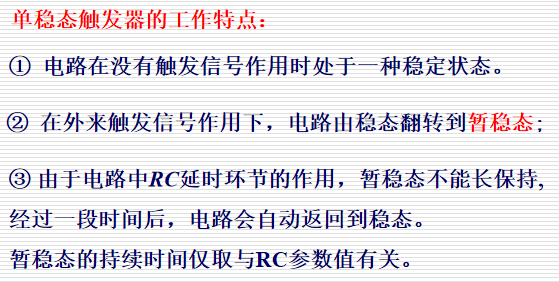 单稳态触发器的工作特点：
① 电路在没有触发信号作用时处于一种稳定状态。
② 在外来触发信号作用下，电路由稳态翻转到暂稳态；
③ 由于电路中RC延时环节的作用，暂稳态不能长保持，
经过一段时间后，电路会自动返回到稳态。
暂稳态的持续时间仅取与RC参数值有关。